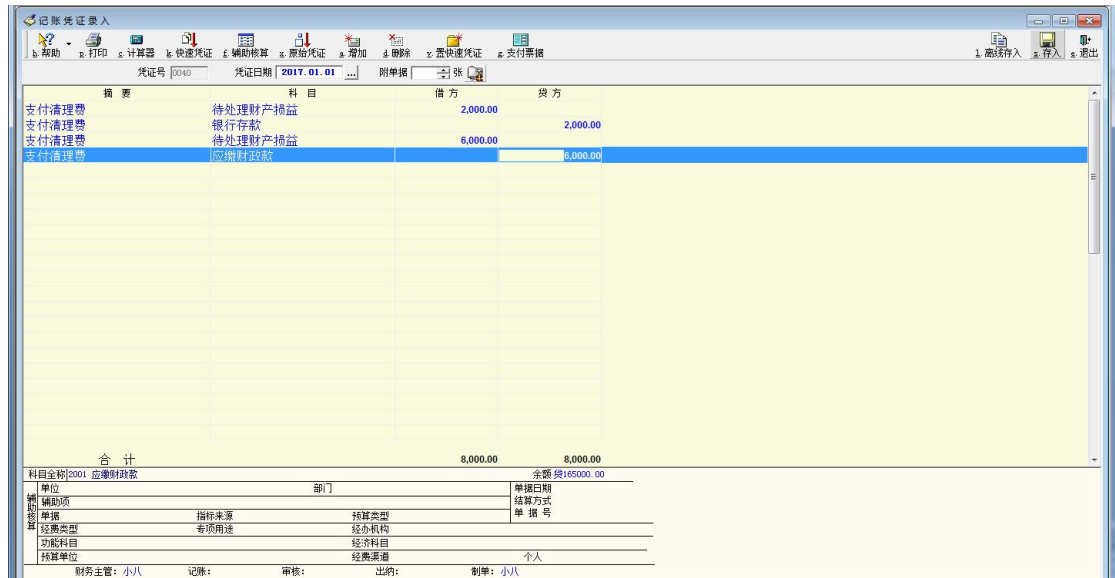 记账凭证录入
h.帮助 p.打印 c.计算器 k.快速凭证 f.辅助核算 x.原始凭证 a.增加 d.删除 y.置快速凭证 g.支付票据 l.离线存入 s.存入 s.退出
凭证号 0040 凭证日期 2017.01.01 ... 附单据 张
摘要 科目 借方 贷方
支付清理费 待处理财产损益 2,000.00
支付清理费 银行存款 2,000.00
支付清理费 待处理财产损益 6,000.00
支付清理费 应缴财政款 6,000.00
合计 8,000.00 8,000.00
科目全称 2001 应缴财政款 余额 贷165000.00
辅助核算
单位 部门 单据日期
辅助项 结算方式
单据 指标来源 预算类型 单据号
经费类型 专项用途 经办机构
功能科目 经济科目
预算单位 经费渠道 个人
财务主管:小八 记账: 审核: 出纳: 制单:小八